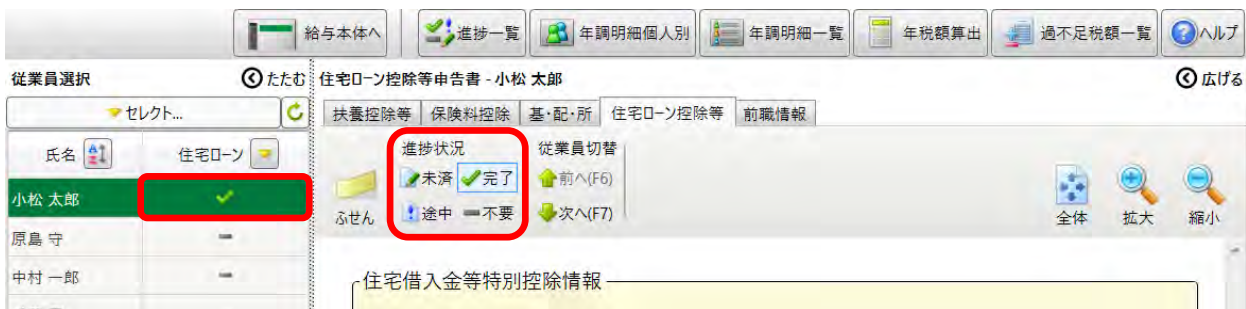 給与本体へ 進捗一覧 年調明細個人別 年調明細一覧 年税額算出 過不足税額一覧 ヘルプ
従業員選択 たたむ
セレクト...
氏名 住宅ローン
小松 太郎
原島 守
中村 一郎
住宅ローン控除等申告書 - 小松 太郎 広げる
扶養控除等 保険料控除 基・配・所 住宅ローン控除等 前職情報
ふせん
進捗状況
未済 完了
途中 不要
従業員切替
前へ(F6)
次へ(F7)
全体 拡大 縮小
住宅借入金等特別控除情報